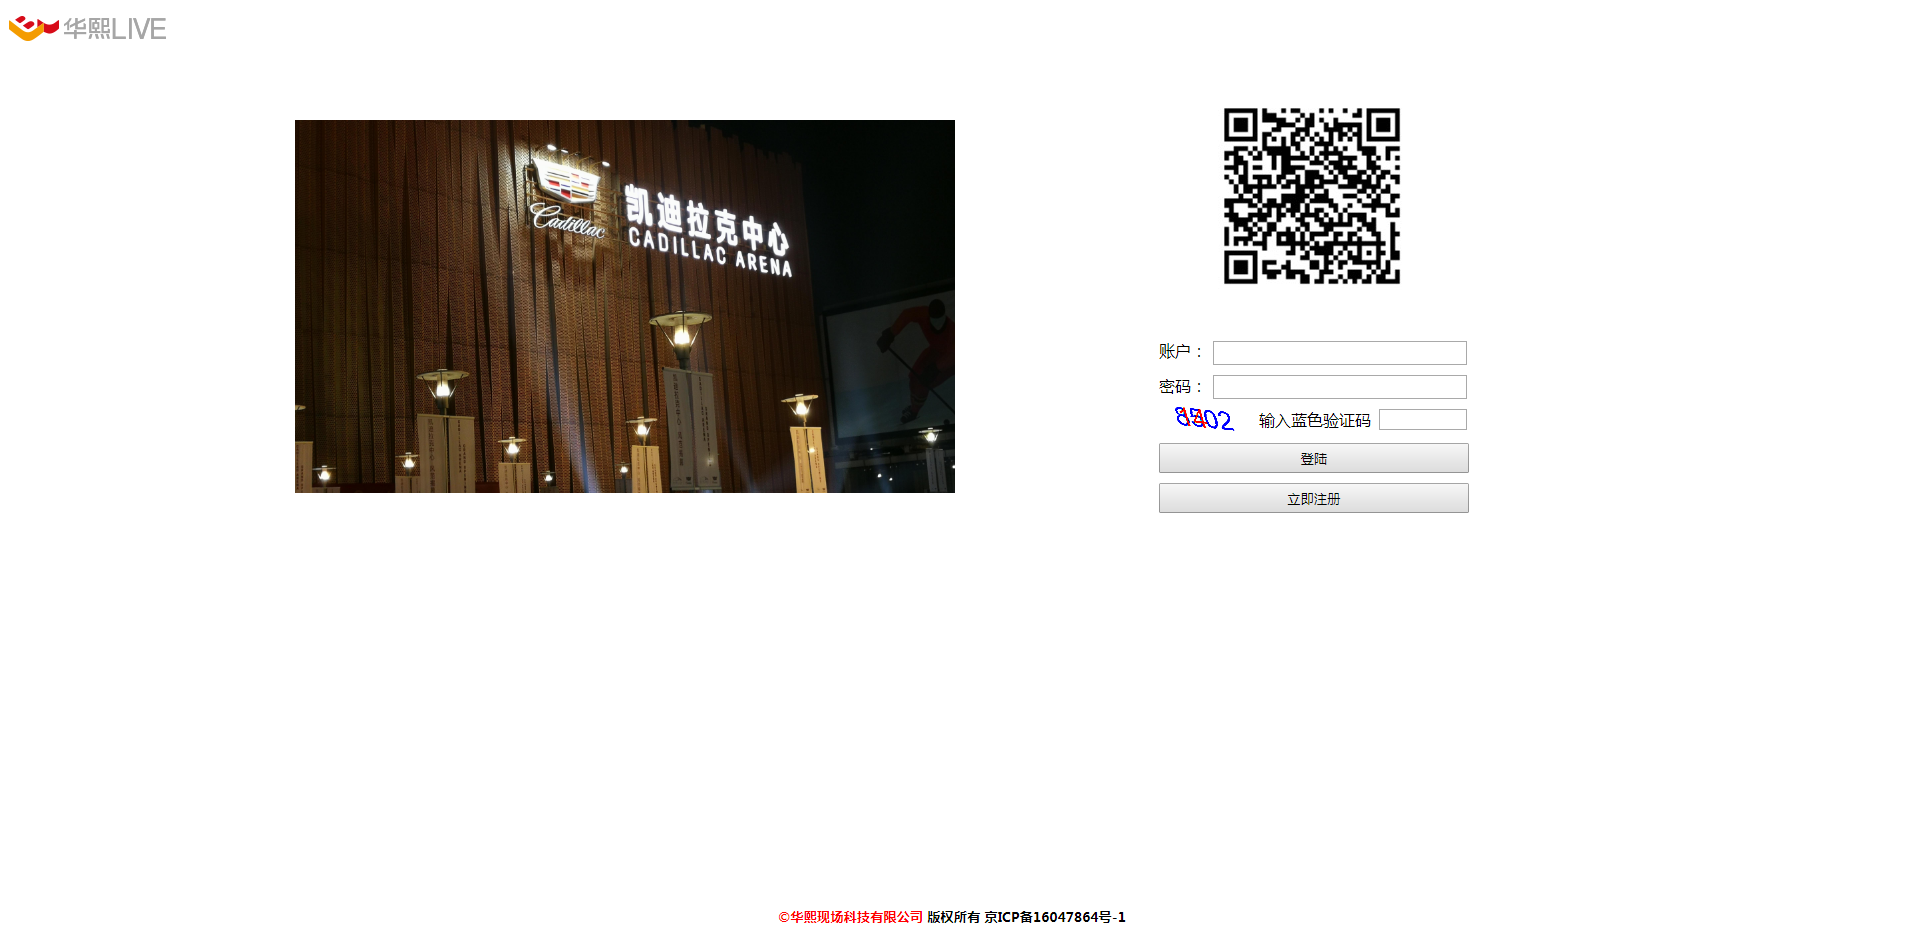 华熙LIVE
Cadillac
凯迪拉克中心
CADILLAC ARENA
账户：
密码：
输入蓝色验证码
登陆
立即注册
©华熙现场科技有限公司 版权所有 京ICP备16047864号-1